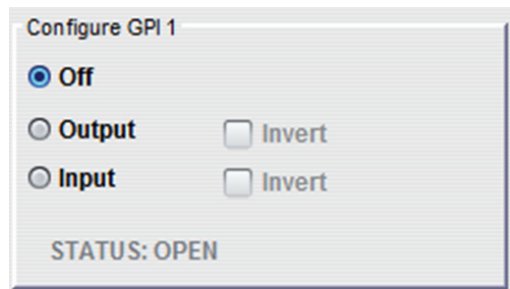 Configure GPI 1
Off
Output Invert
Input Invert
STATUS: OPEN